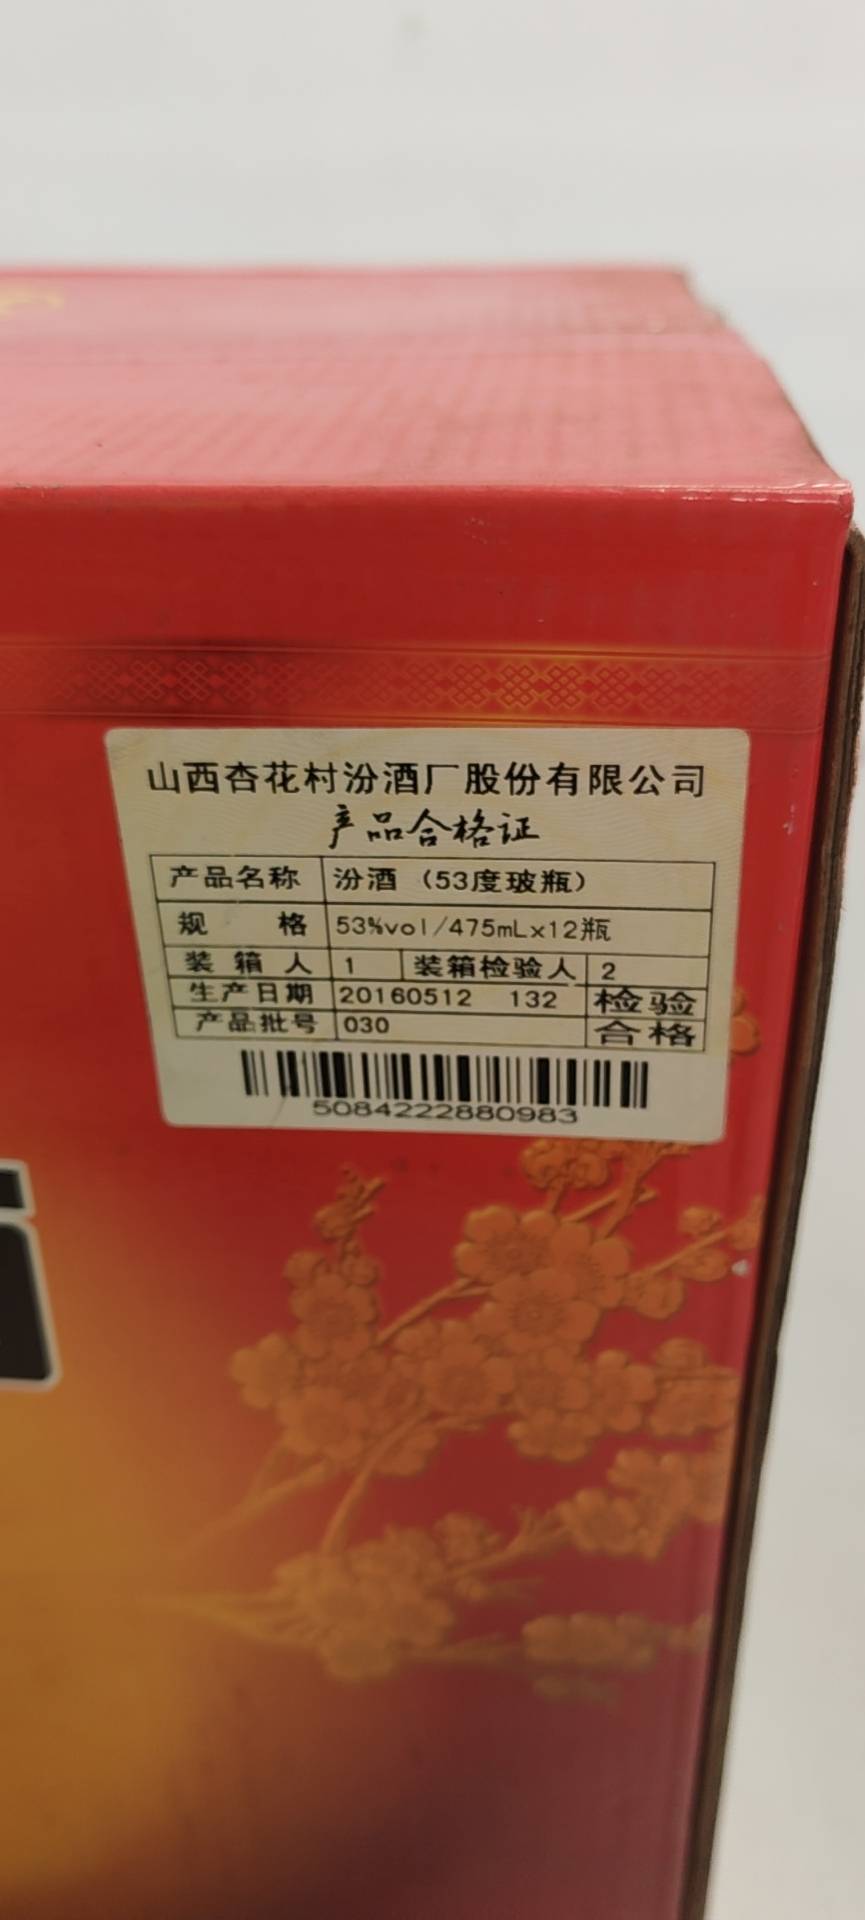 山西杏花村汾酒厂股份有限公司
产品合格证
产品名称 汾酒（53度玻瓶）
规 格 53%vol/475mL×12瓶
装箱人 1 装箱检验人 2
生产日期 20160512 132 检验
产品批号 030 合格
5084222880983